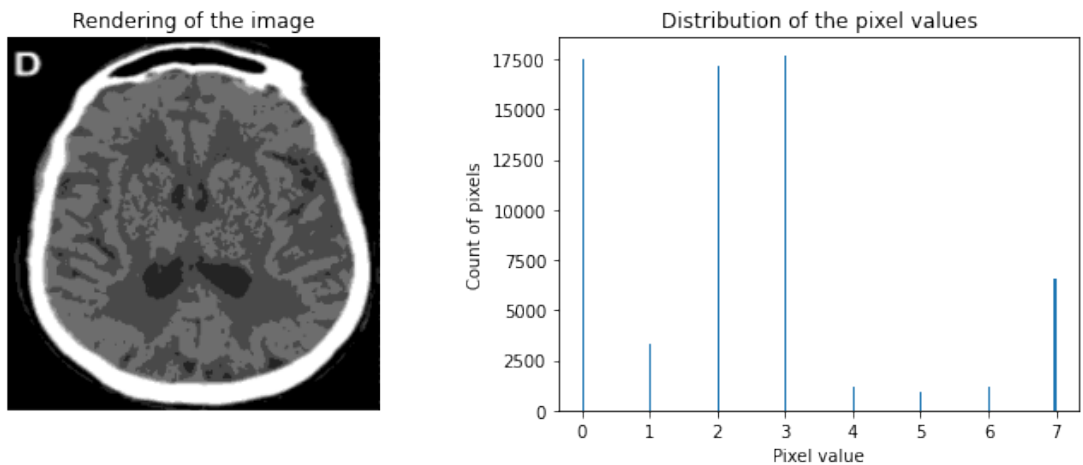 Rendering of the image
D
Distribution of the pixel values
Count of pixels
17500
15000
12500
10000
7500
5000
2500
0
0 1 2 3 4 5 6 7
Pixel value